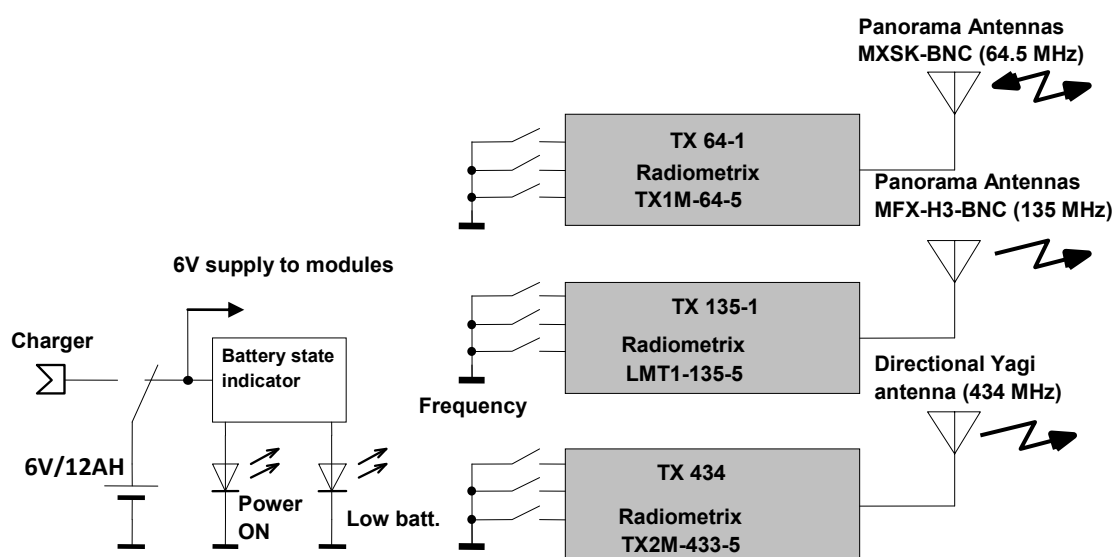 Panorama Antennas
MXSK-BNC (64.5 MHz)
TX 64-1
Radiometrix
TX1M-64-5
Panorama Antennas
MFX-H3-BNC (135 MHz)
6V supply to modules
TX 135-1
Radiometrix
LMT1-135-5
Charger
Battery state
indicator
Directional Yagi
antenna (434 MHz)
Frequency
6V/12AH
Power
ON
Low batt.
TX 434
Radiometrix
TX2M-433-5